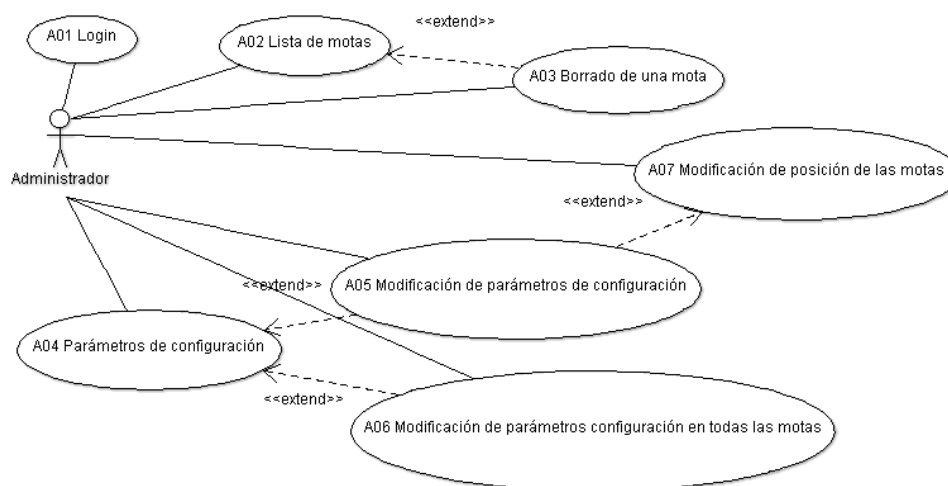 <<extend>>
A01 Login
A02 Lista de motas
A03 Borrado de una mota
A07 Modificación de posición de las motas
Administrador
<<extend>>
<<extend>>
A05 Modificación de parámetros de configuración
A04 Parámetros de configuración
<<extend>>
A06 Modificación de parámetros configuración en todas las motas